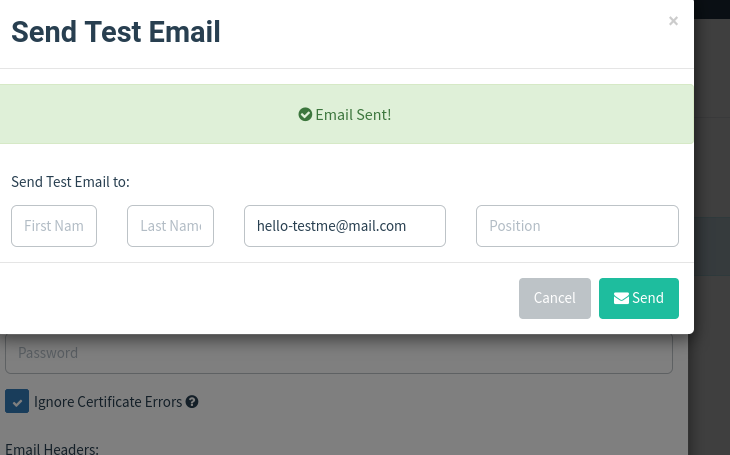 Send Test Email
×
Email Sent!
Send Test Email to:
First Nam
Last Name
hello-testme@mail.com
Position
Cancel
Send
Password
Ignore Certificate Errors
Email Headers: